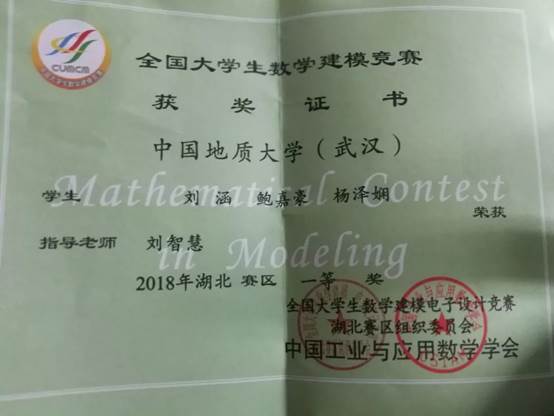 CUMCM
全国大学生数学建模竞赛
获奖证书
中国地质大学（武汉）
Mathematical Contest
学生 刘涵 鲍嘉豪 杨泽娴
荣获
指导老师 刘智慧
in Modeling
2018年湖北 赛区 一等 奖
全国大学生数学建模电子设计竞赛
湖北赛区组织委员会
中国工业与应用数学学会